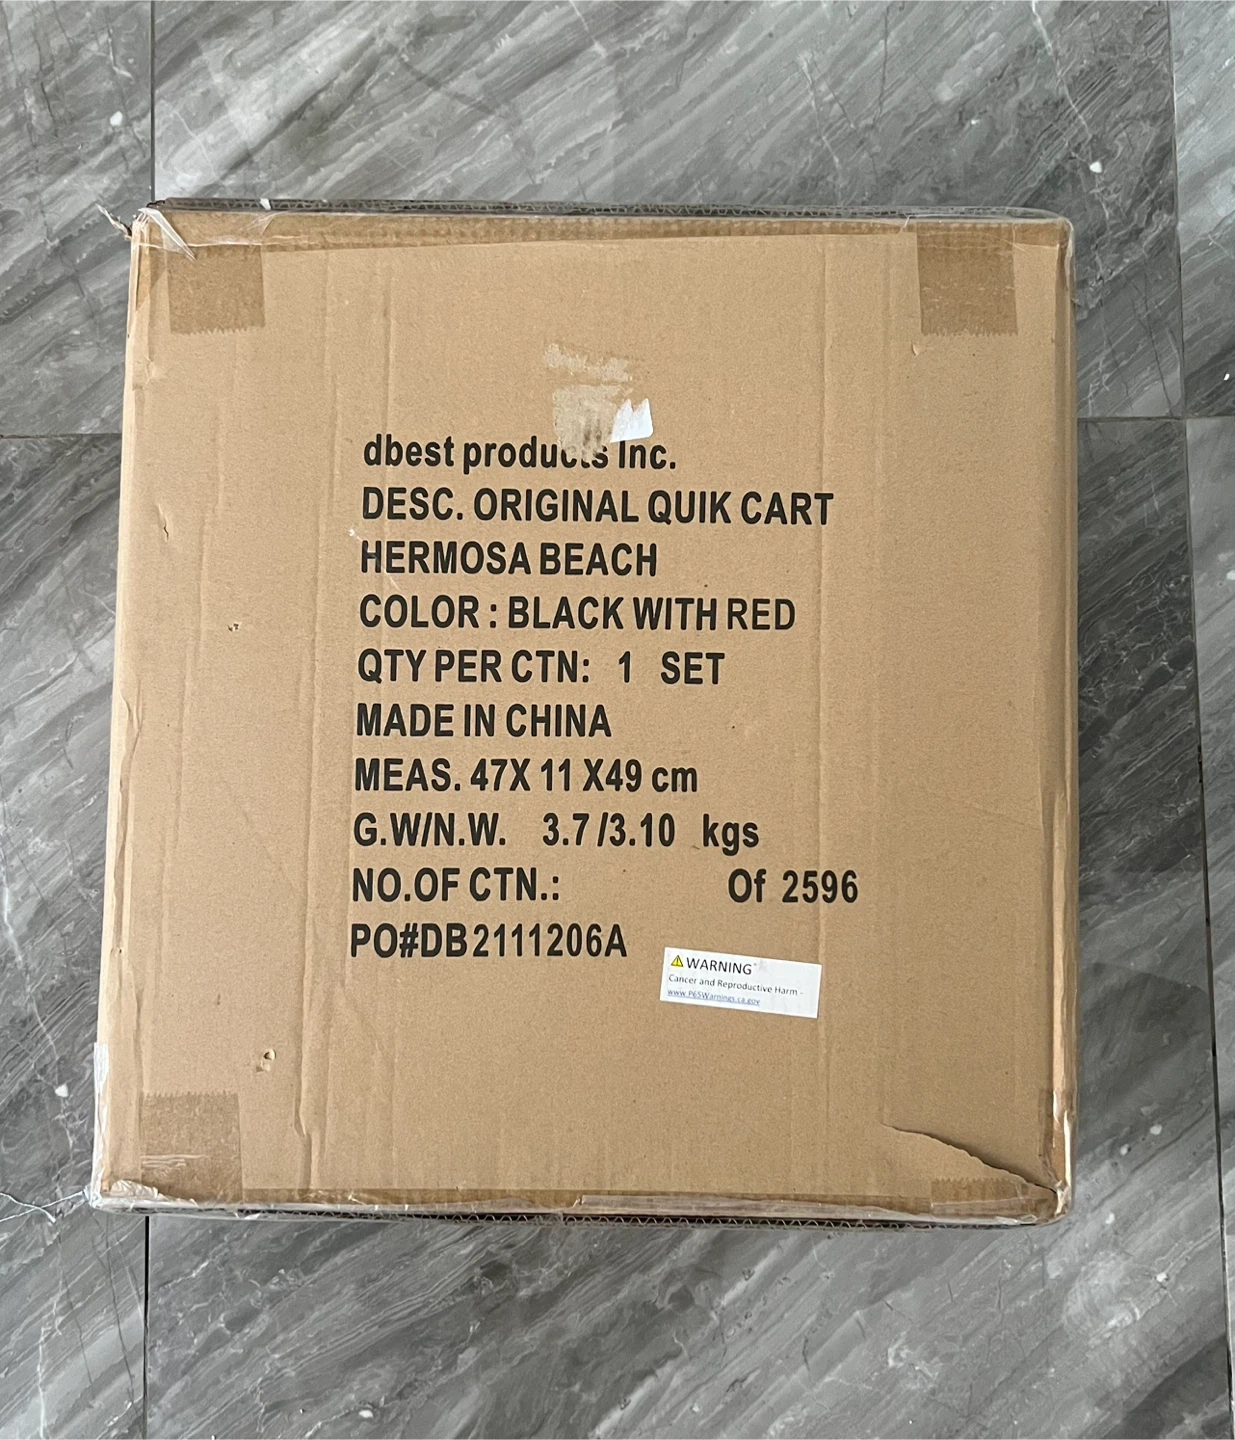 dbest products Inc.
DESC. ORIGINAL QUIK CART
HERMOSA BEACH
COLOR : BLACK WITH RED
QTY PER CTN: 1 SET
MADE IN CHINA
MEAS. 47X 11 X49 cm
G.W/N.W. 3.7 /3.10 kgs
NO.OF CTN.: Of 2596
PO#DB2111206A
WARNING
Cancer and Reproductive Harm -
www.P65Warnings.ca.gov